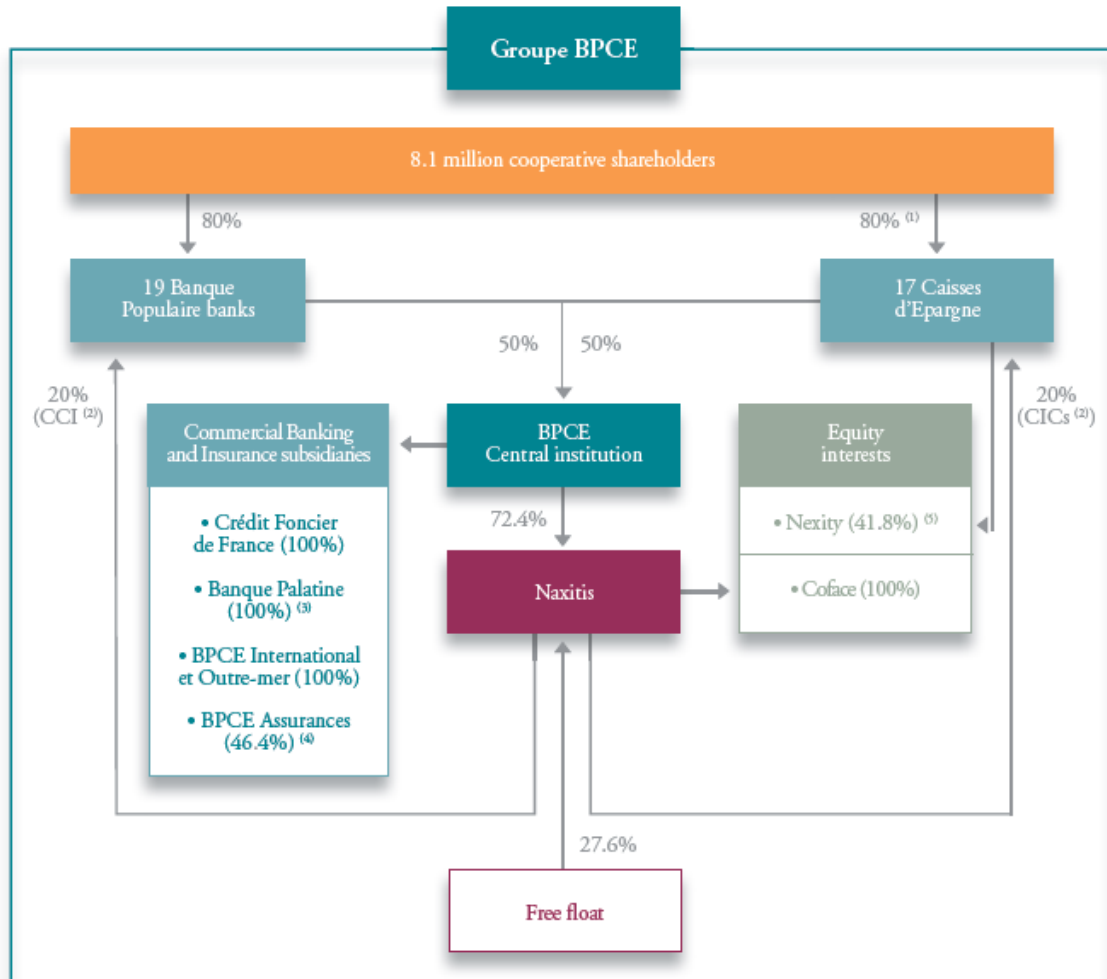 Groupe BPCE
8.1 million cooperative shareholders
80%
80% (1)
19 Banque
Populaire banks
17 Caisses
d'Epargne
50%
50%
20%
(CCI (2))
20%
(CICs (2))
Commercial Banking
and Insurance subsidiaries
• Crédit Foncier
de France (100%)
• Banque Palatine
(100%) (3)
• BPCE International
et Outre-mer (100%)
• BPCE Assurances
(46.4%) (4)
BPCE
Central institution
72.4%
Naxitis
Equity
interests
• Nexity (41.8%) (5)
• Coface (100%)
27.6%
Free float